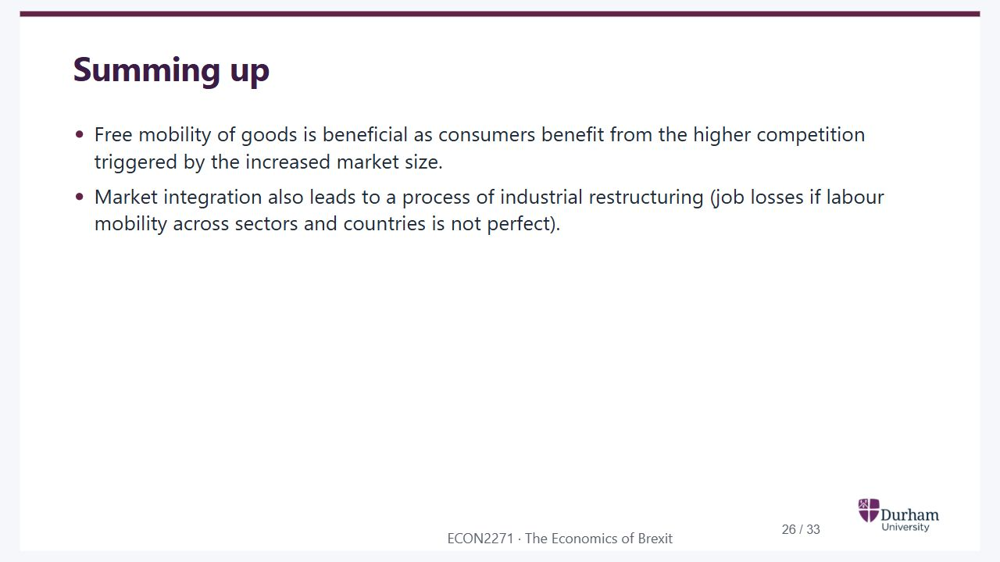 Summing up
• Free mobility of goods is beneficial as consumers benefit from the higher competition
triggered by the increased market size.
• Market integration also leads to a process of industrial restructuring (job losses if labour
mobility across sectors and countries is not perfect).
ECON2271 · The Economics of Brexit
26 / 33
Durham
University